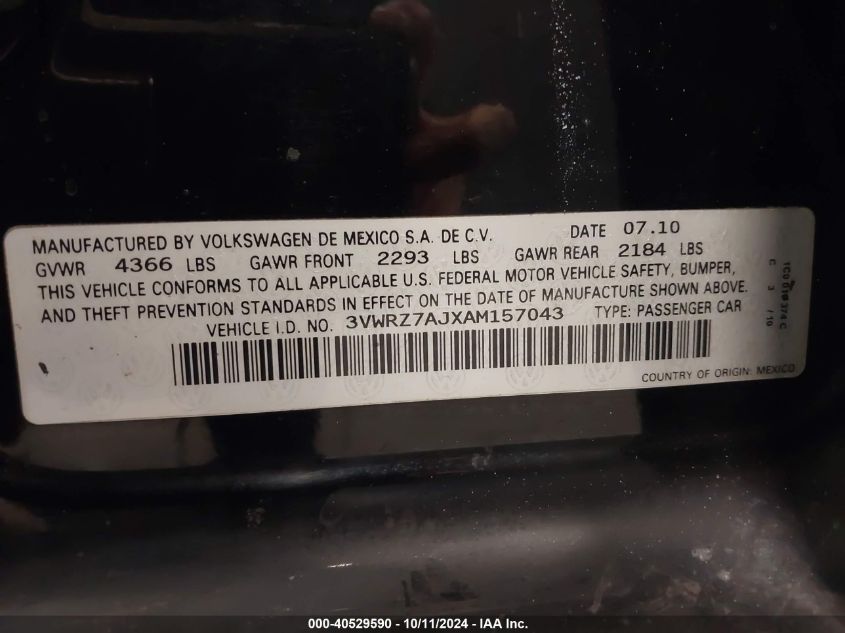 MANUFACTURED BY VOLKSWAGEN DE MEXICO S.A. DE C.V. DATE 07.10
GVWR 4366 LBS GAWR FRONT 2293 LBS GAWR REAR 2184 LBS
THIS VEHICLE CONFORMS TO ALL APPLICABLE U.S. FEDERAL MOTOR VEHICLE SAFETY, BUMPER,
AND THEFT PREVENTION STANDARDS IN EFFECT ON THE DATE OF MANUFACTURE SHOWN ABOVE.
VEHICLE I.D. NO. 3VWRZ7AJXAM157043 TYPE: PASSENGER CAR
COUNTRY OF ORIGIN: MEXICO
C 3 / 10
000-40529590 - 10/11/2024 - IAA Inc.